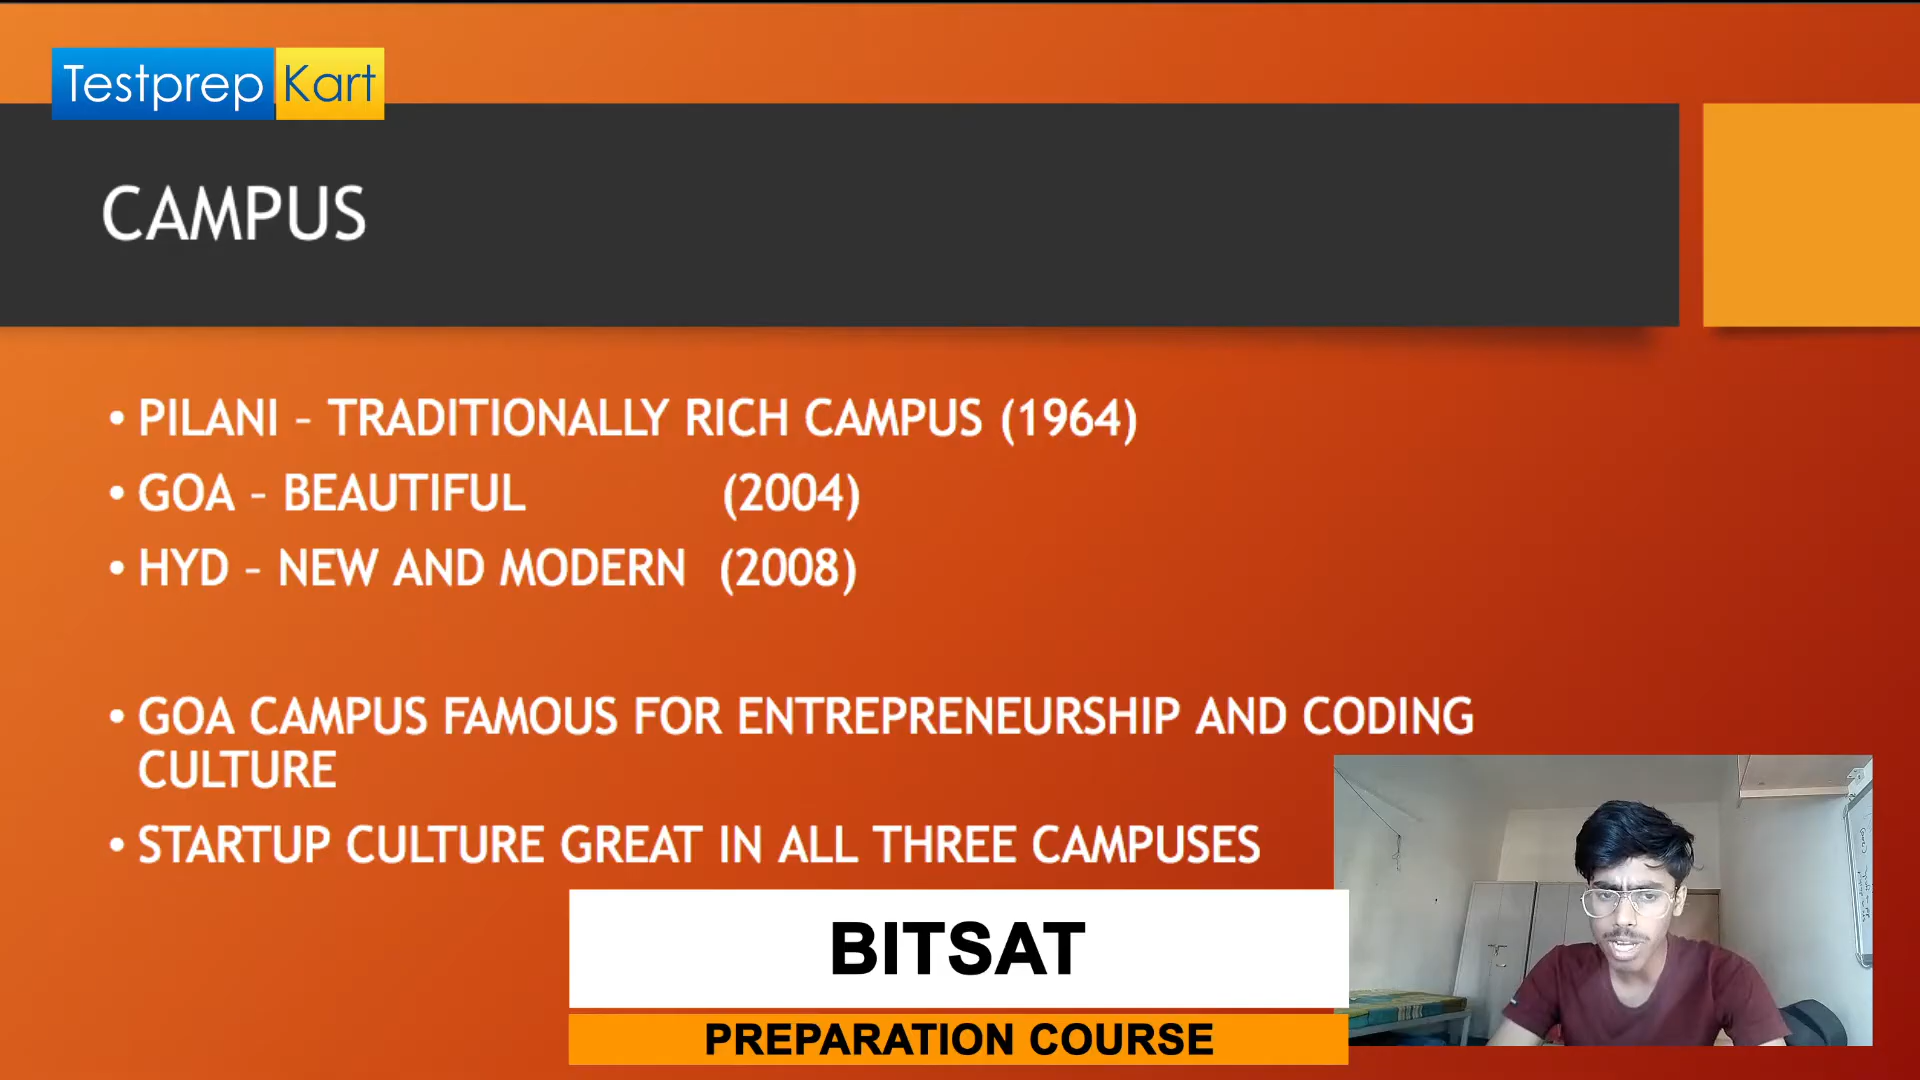 Testprep Kart
CAMPUS
• PILANI – TRADITIONALLY RICH CAMPUS (1964)
• GOA – BEAUTIFUL (2004)
• HYD – NEW AND MODERN (2008)
• GOA CAMPUS FAMOUS FOR ENTREPRENEURSHIP AND CODING
CULTURE
• STARTUP CULTURE GREAT IN ALL THREE CAMPUSES
BITSAT
PREPARATION COURSE